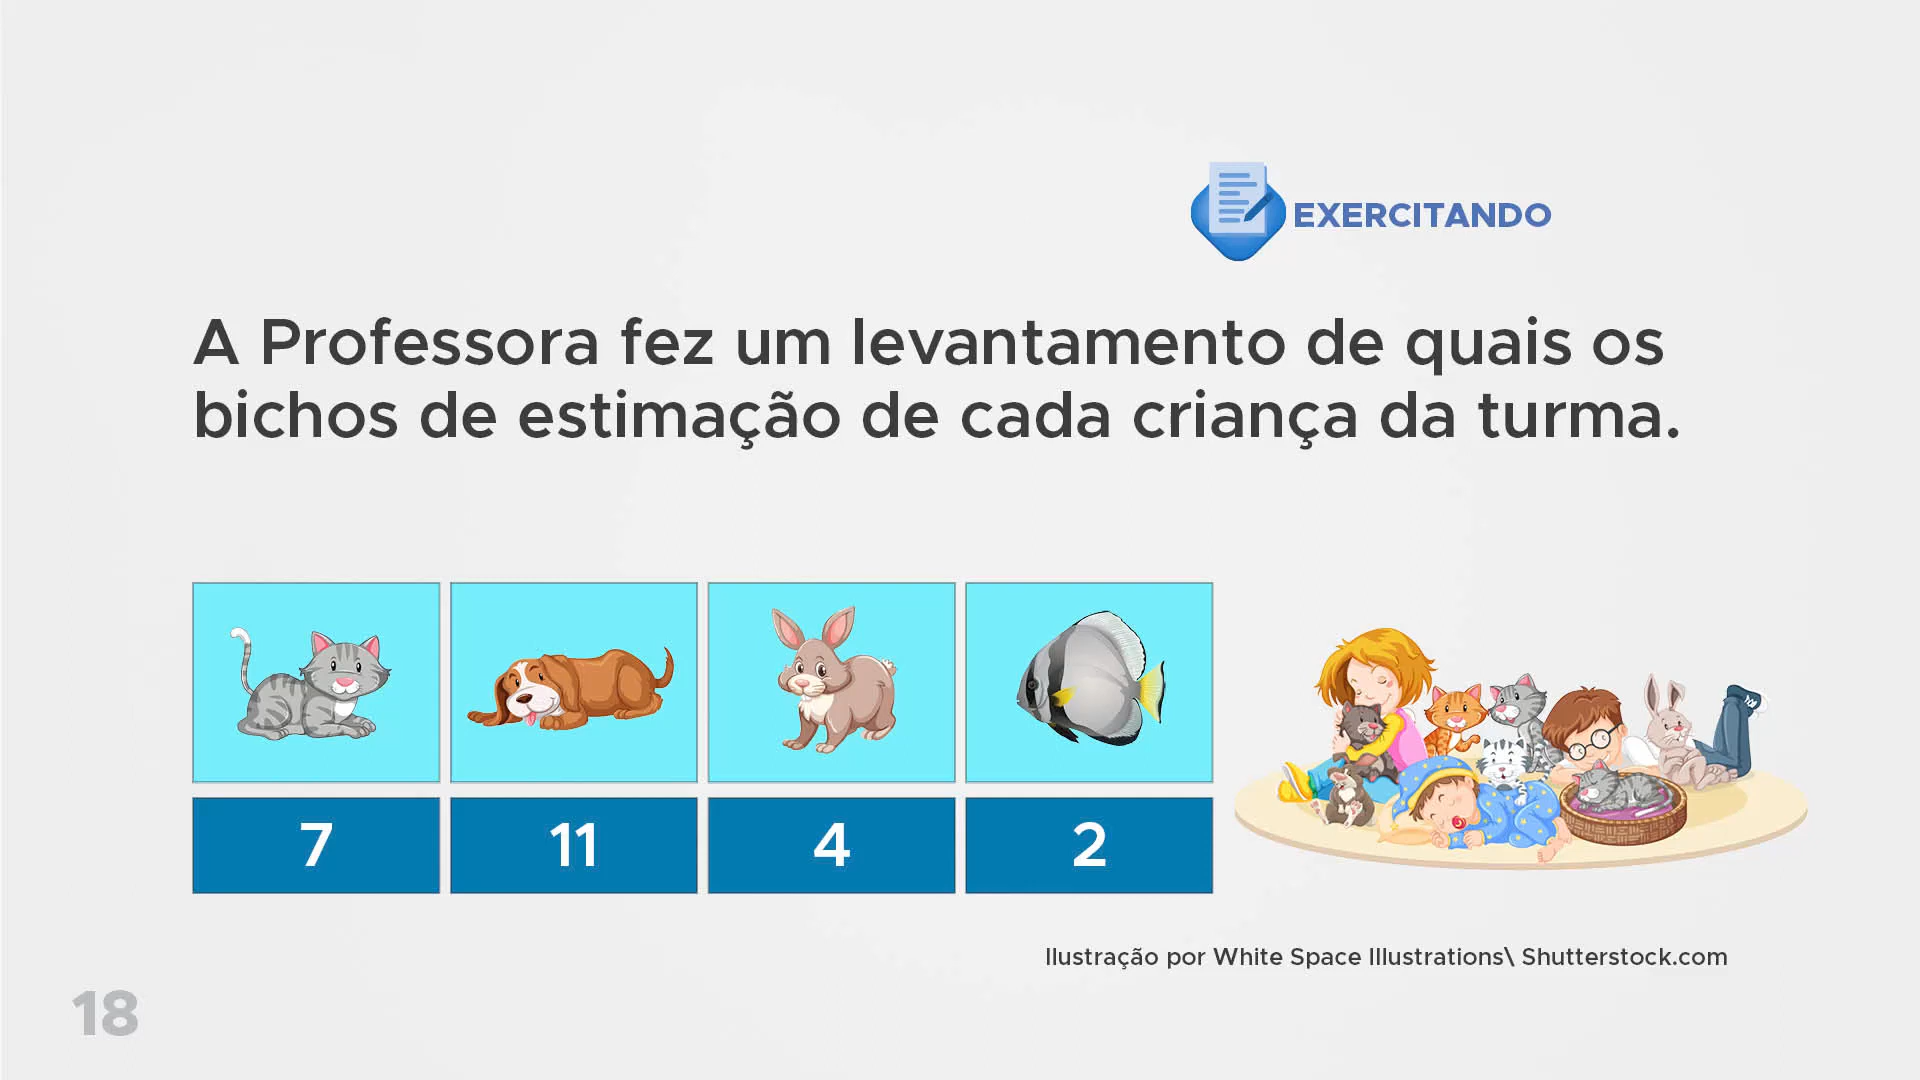 EXERCITANDO
A Professora fez um levantamento de quais os
bichos de estimação de cada criança da turma.
7 11 4 2
Ilustração por White Space Illustrations\ Shutterstock.com
18